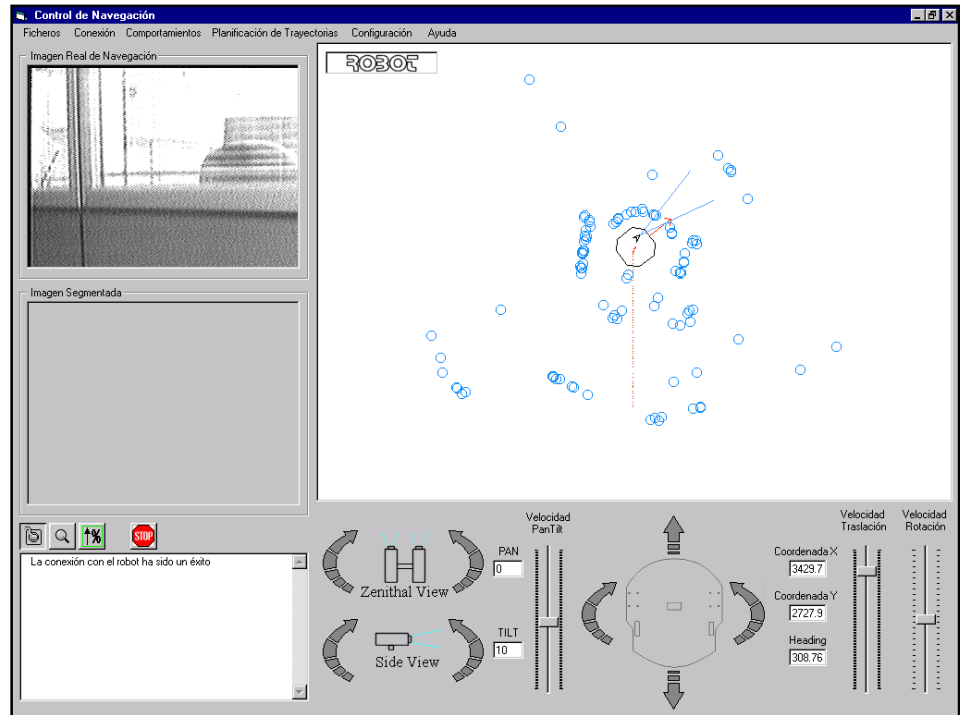 Control de Navegación
Ficheros Conexión Comportamientos Planificación de Trayectorias Configuración Ayuda
Imagen Real de Navegación
ROBOT
Imagen Segmentada
STOP
La conexión con el robot ha sido un éxito
Zenithal View
Side View
PAN
0
TILT
10
Velocidad
PanTilt
Coordenada X
3429.7
Coordenada Y
2727.9
Heading
308.76
Velocidad
Traslación
Velocidad
Rotación